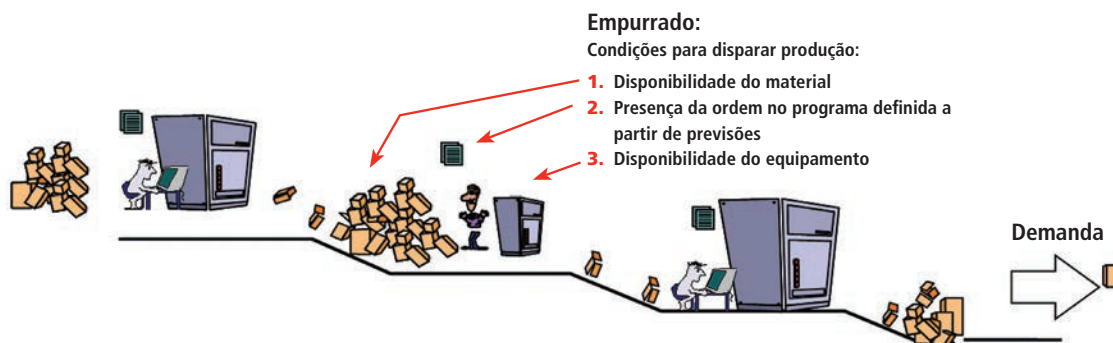 Empurrado:
Condições para disparar produção:
1. Disponibilidade do material
2. Presença da ordem no programa definida a
partir de previsões
3. Disponibilidade do equipamento
Demanda